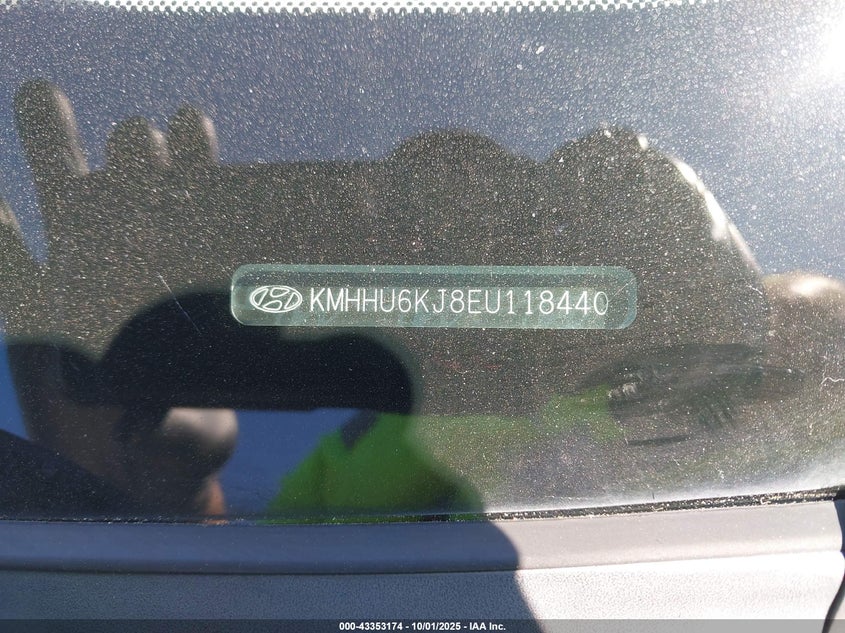 KMHHU6KJ8EU118440
000-43353174 - 10/01/2025 - IAA Inc.